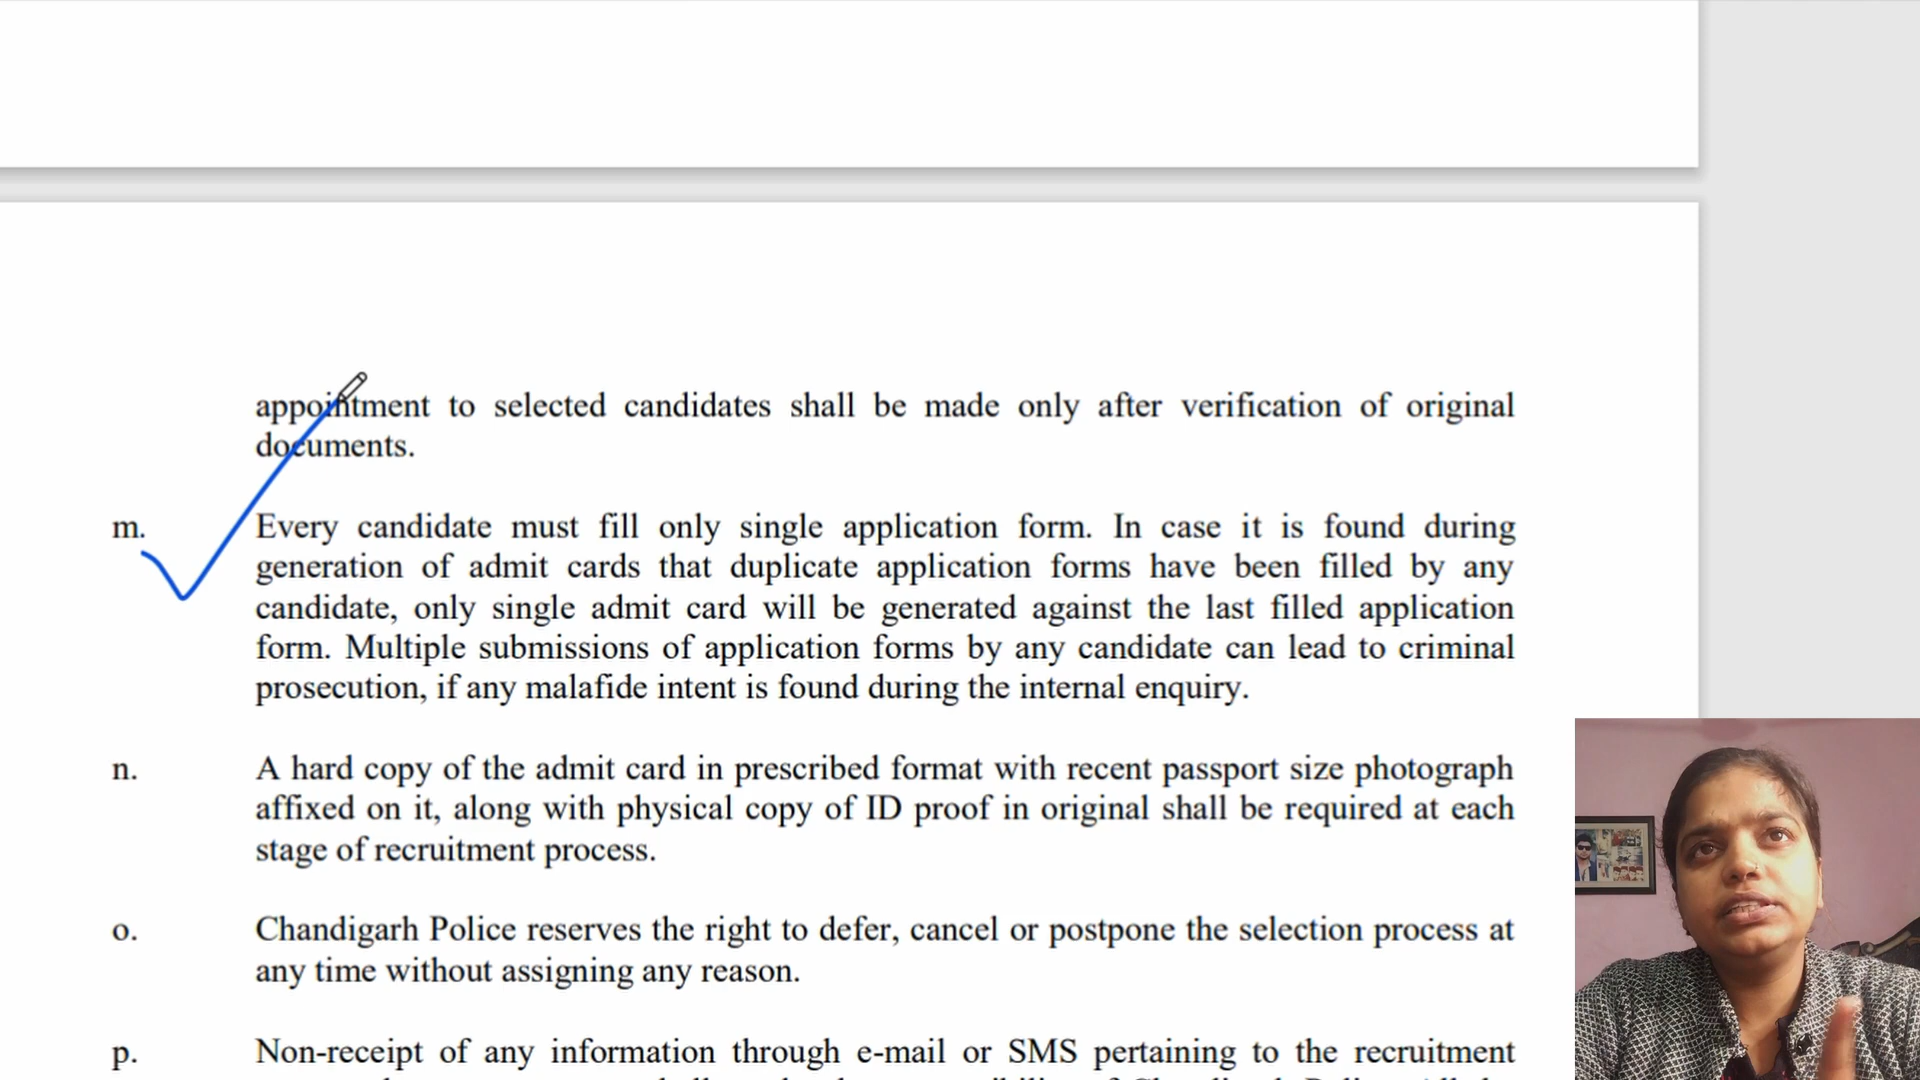 appointment to selected candidates shall be made only after verification of original
documents.
m. Every candidate must fill only single application form. In case it is found during
generation of admit cards that duplicate application forms have been filled by any
candidate, only single admit card will be generated against the last filled application
form. Multiple submissions of application forms by any candidate can lead to criminal
prosecution, if any malafide intent is found during the internal enquiry.
n. A hard copy of the admit card in prescribed format with recent passport size photograph
affixed on it, along with physical copy of ID proof in original shall be required at each
stage of recruitment process.
o. Chandigarh Police reserves the right to defer, cancel or postpone the selection process at
any time without assigning any reason.
p. Non-receipt of any information through e-mail or SMS pertaining to the recruitment